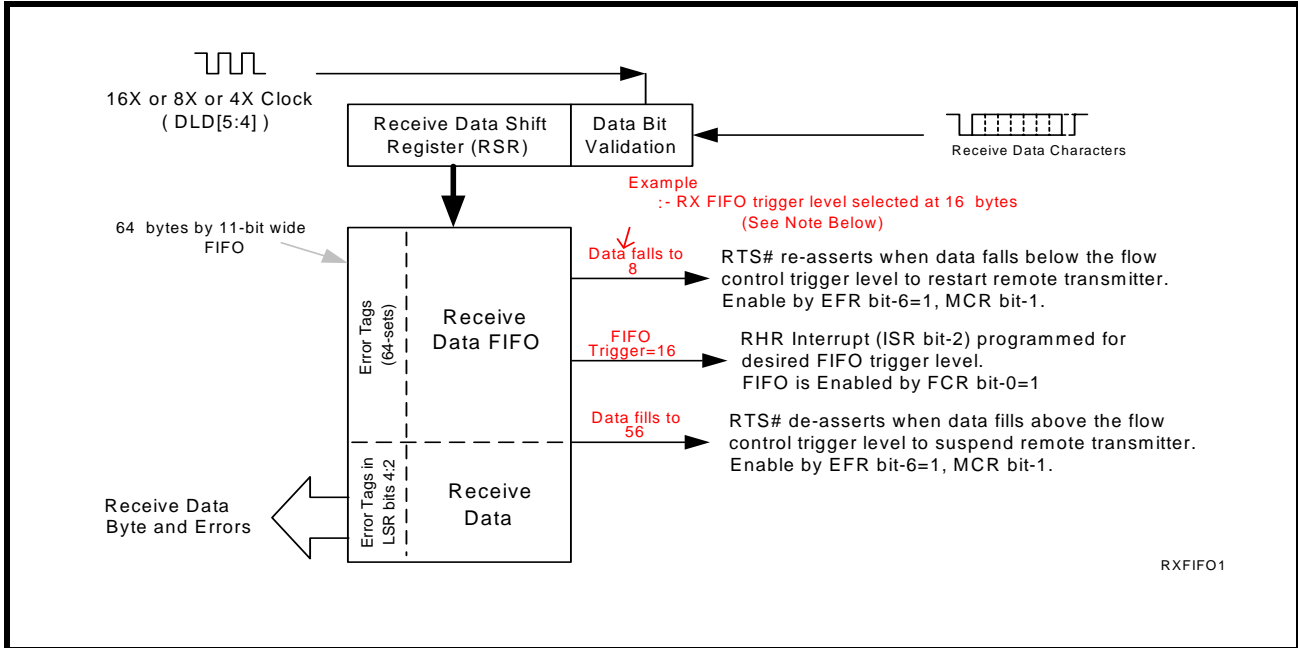 16X or 8X or 4X Clock
( DLD[5:4] )
Receive Data Shift
Register (RSR)
Data Bit
Validation
Receive Data Characters
Example
:- RX FIFO trigger level selected at 16 bytes
(See Note Below)
64 bytes by 11-bit wide
FIFO
Error Tags
(64-sets)
Receive
Data FIFO
Data falls to
8
RTS# re-asserts when data falls below the flow
control trigger level to restart remote transmitter.
Enable by EFR bit-6=1, MCR bit-1.
FIFO
Trigger=16
RHR Interrupt (ISR bit-2) programmed for
desired FIFO trigger level.
FIFO is Enabled by FCR bit-0=1
Data fills to
56
RTS# de-asserts when data fills above the flow
control trigger level to suspend remote transmitter.
Enable by EFR bit-6=1, MCR bit-1.
Error Tags in
LSR bits 4:2
Receive
Data
Receive Data
Byte and Errors
RXFIFO1